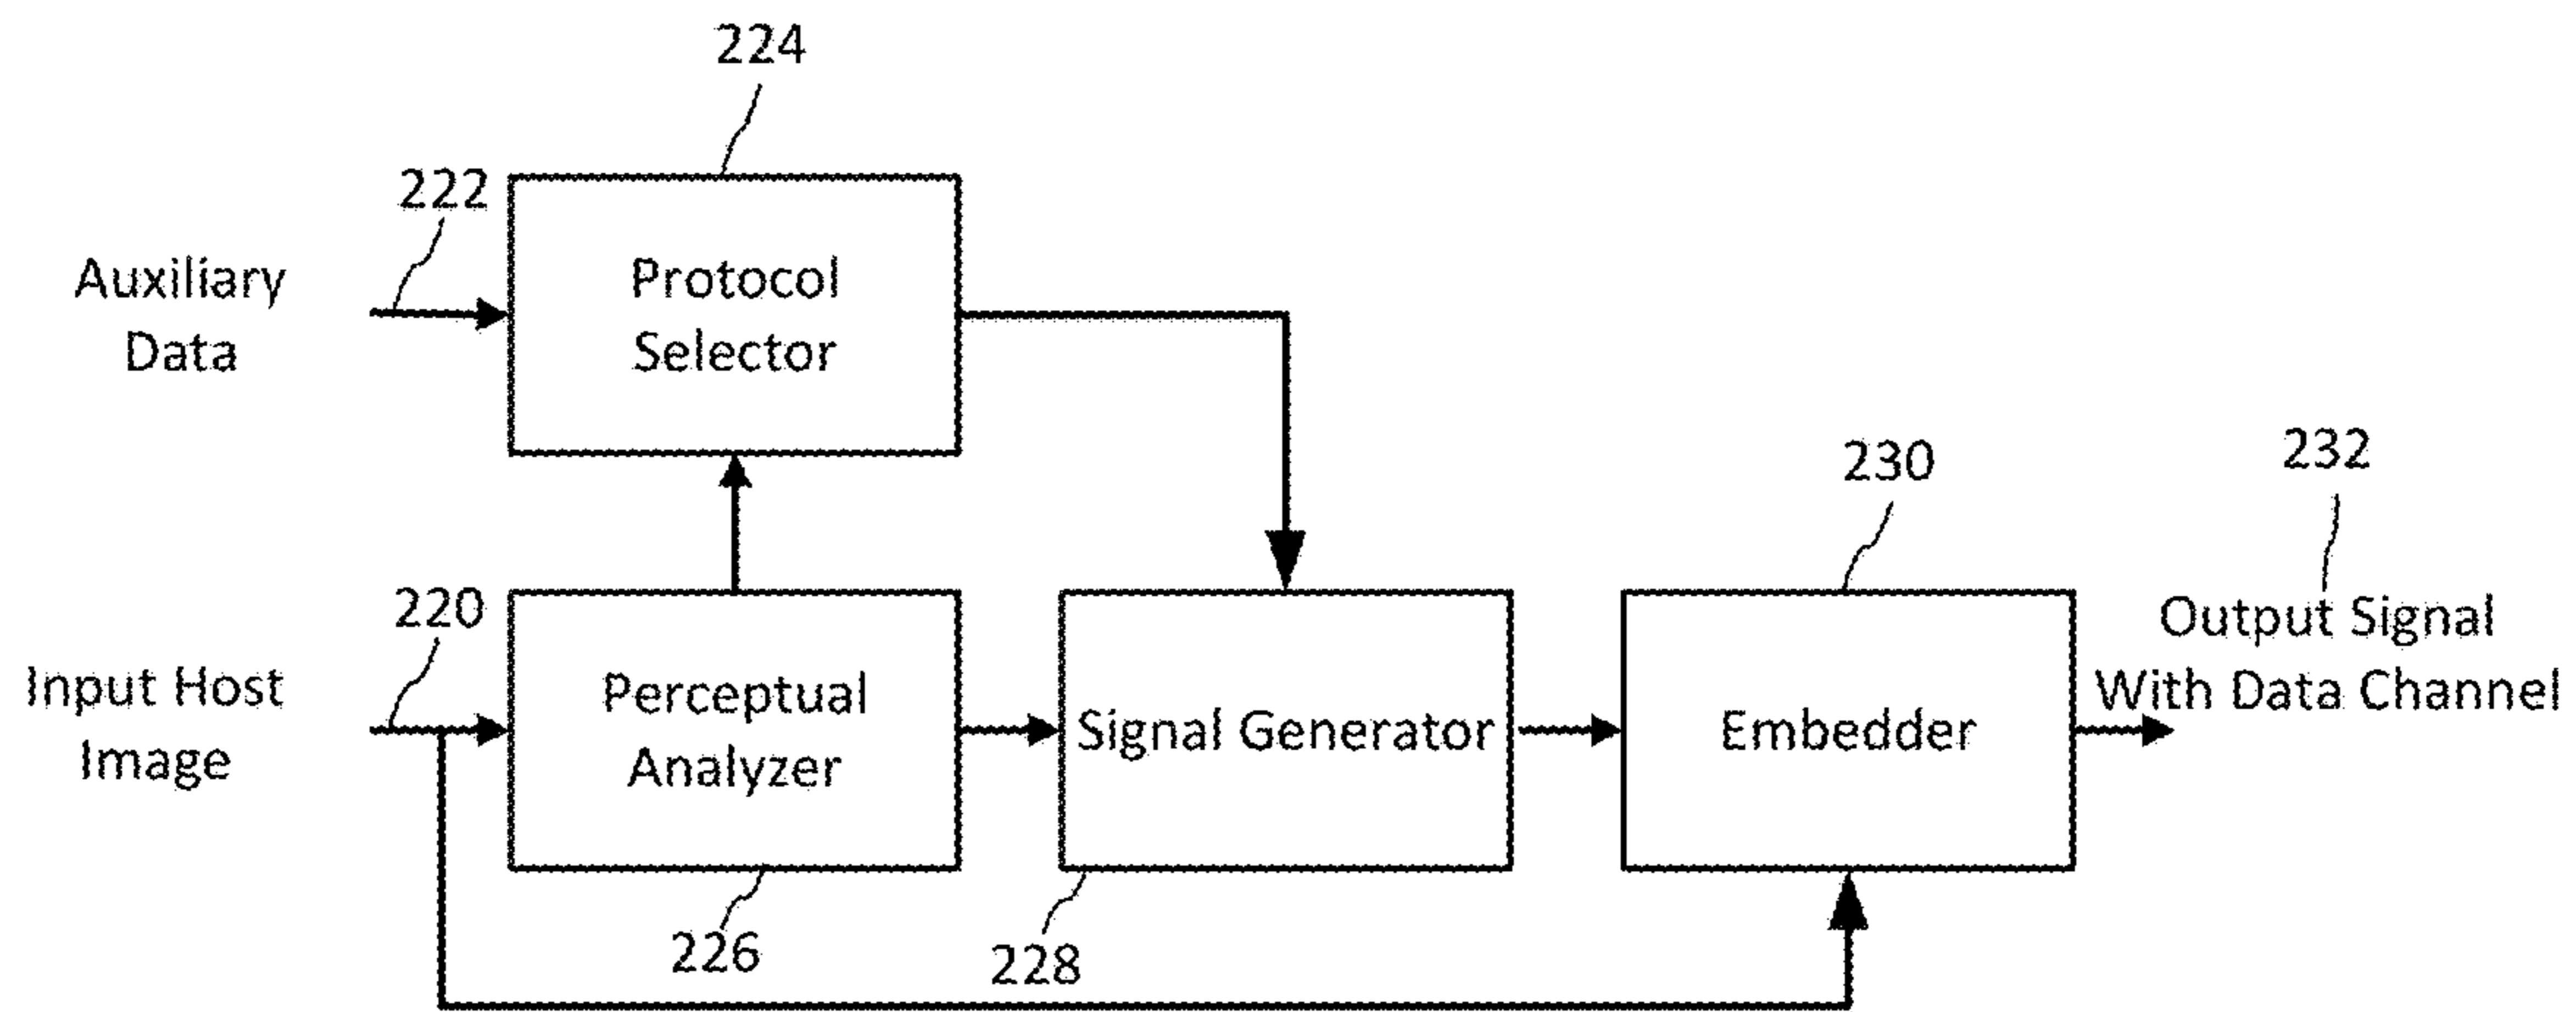 224
222
Auxiliary
Data
Protocol
Selector
230
232
220
Input Host
Image
Perceptual
Analyzer
Signal Generator
Embedder
Output Signal
With Data Channel
226
228